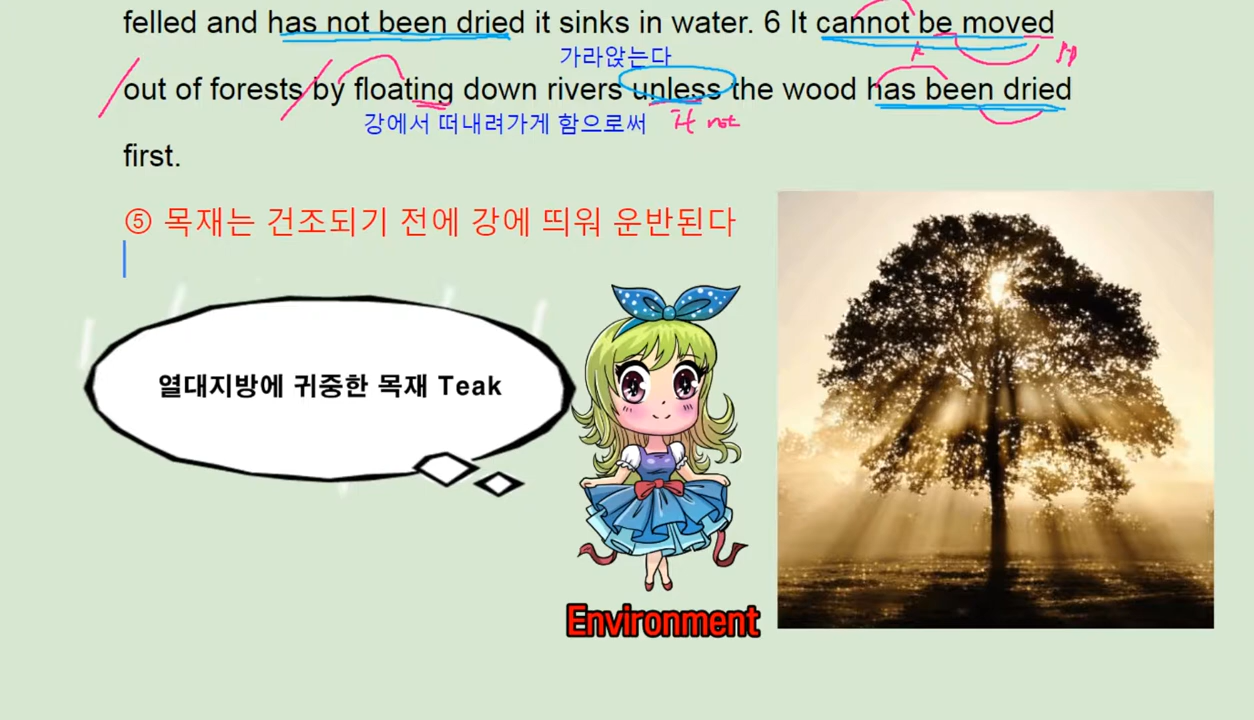 felled and has not been dried it sinks in water. 6 It cannot be moved
가라앉는다
R
p.p
out of forests by floating down rivers unless the wood has been dried
강에서 떠내려가게 함으로써
if not
first.
⑤ 목재는 건조되기 전에 강에 띄워 운반된다
열대지방에 귀중한 목재 Teak
Environment